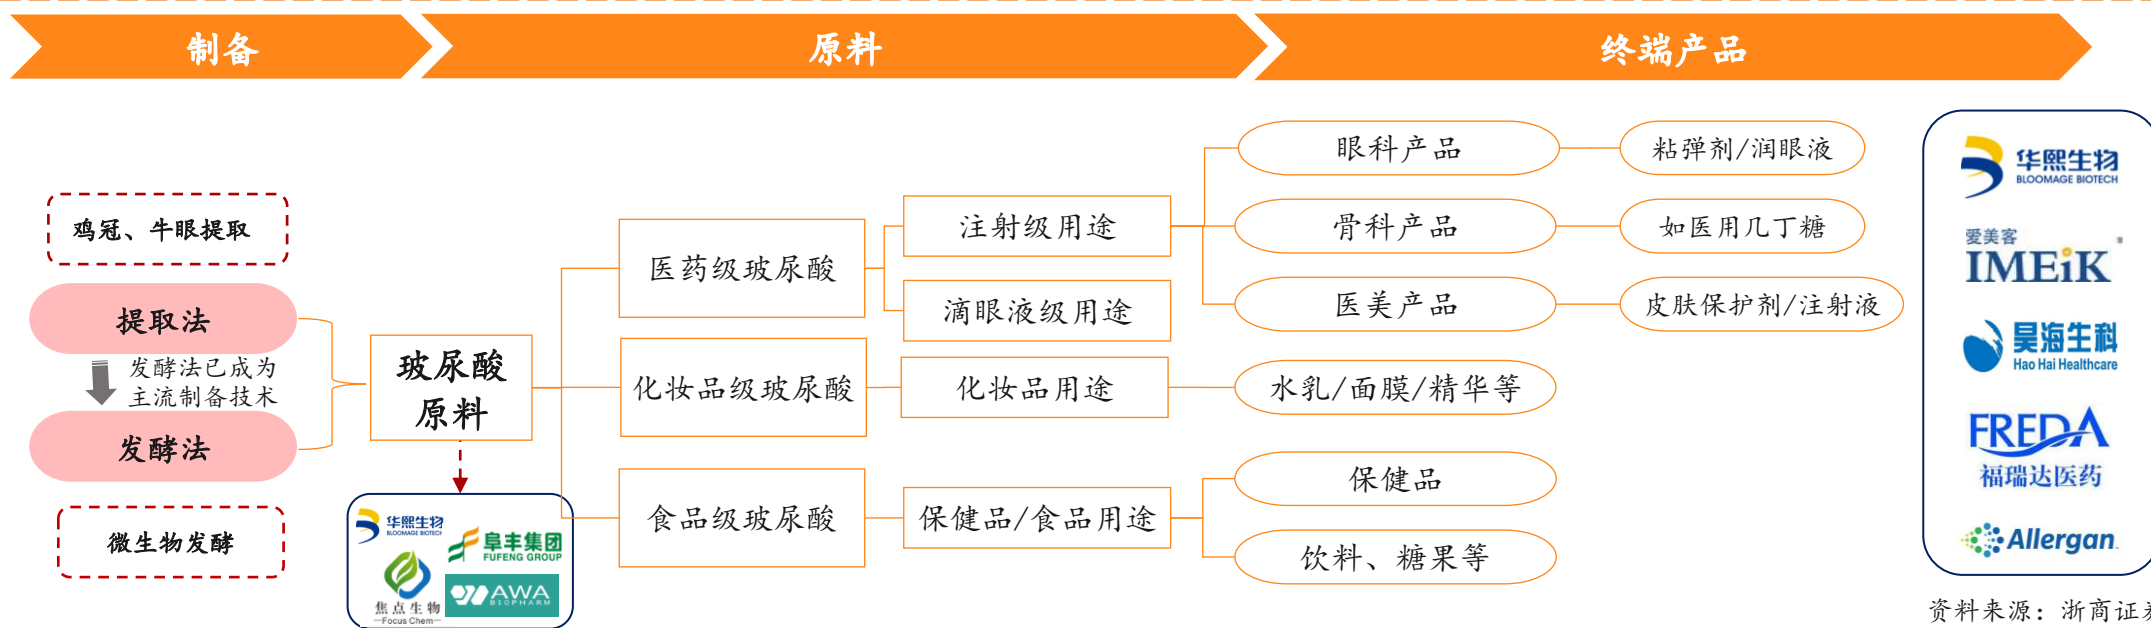 制备
原料
终端产品
鸡冠、牛眼提取
提取法
发酵法已成为
主流制备技术
发酵法
微生物发酵
玻尿酸
原料
华熙生物
BLOOMAGE BIOTECH
阜丰集团
FUFENG GROUP
焦点生物
—Focus Chem—
AWA
BIOPHARM
医药级玻尿酸
化妆品级玻尿酸
食品级玻尿酸
注射级用途
滴眼液级用途
化妆品用途
保健品/食品用途
眼科产品
骨科产品
医美产品
水乳/面膜/精华等
保健品
饮料、糖果等
粘弹剂/润眼液
如医用几丁糖
皮肤保护剂/注射液
华熙生物
BLOOMAGE BIOTECH
爱美客
IMEiK
昊海生科
Hao Hai Healthcare
FREDA
福瑞达医药
Allergan
资料来源：浙商证